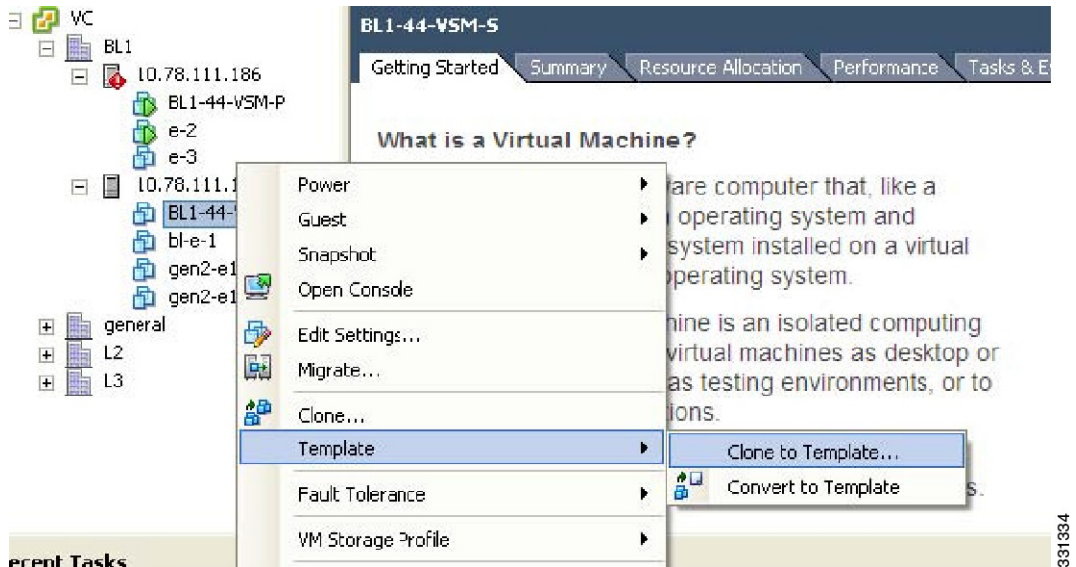 VC
BL1
10.78.111.186
BL1-44-VSM-P
e-2
e-3
10.78.111.1
BL1-44-
bl-e-1
gen2-e1
gen2-e1
general
L2
L3
BL1-44-VSM-S
Getting Started Summary Resource Allocation Performance Tasks & E
What is a Virtual Machine?
are computer that, like a
operating system and
system installed on a virtual
operating system.
hine is an isolated computing
virtual machines as desktop or
as testing environments, or to
tions.
s.
Power
Guest
Snapshot
Open Console
Edit Settings...
Migrate...
Clone...
Template
Fault Tolerance
VM Storage Profile
Clone to Template...
Convert to Template
ecent Tasks
331334